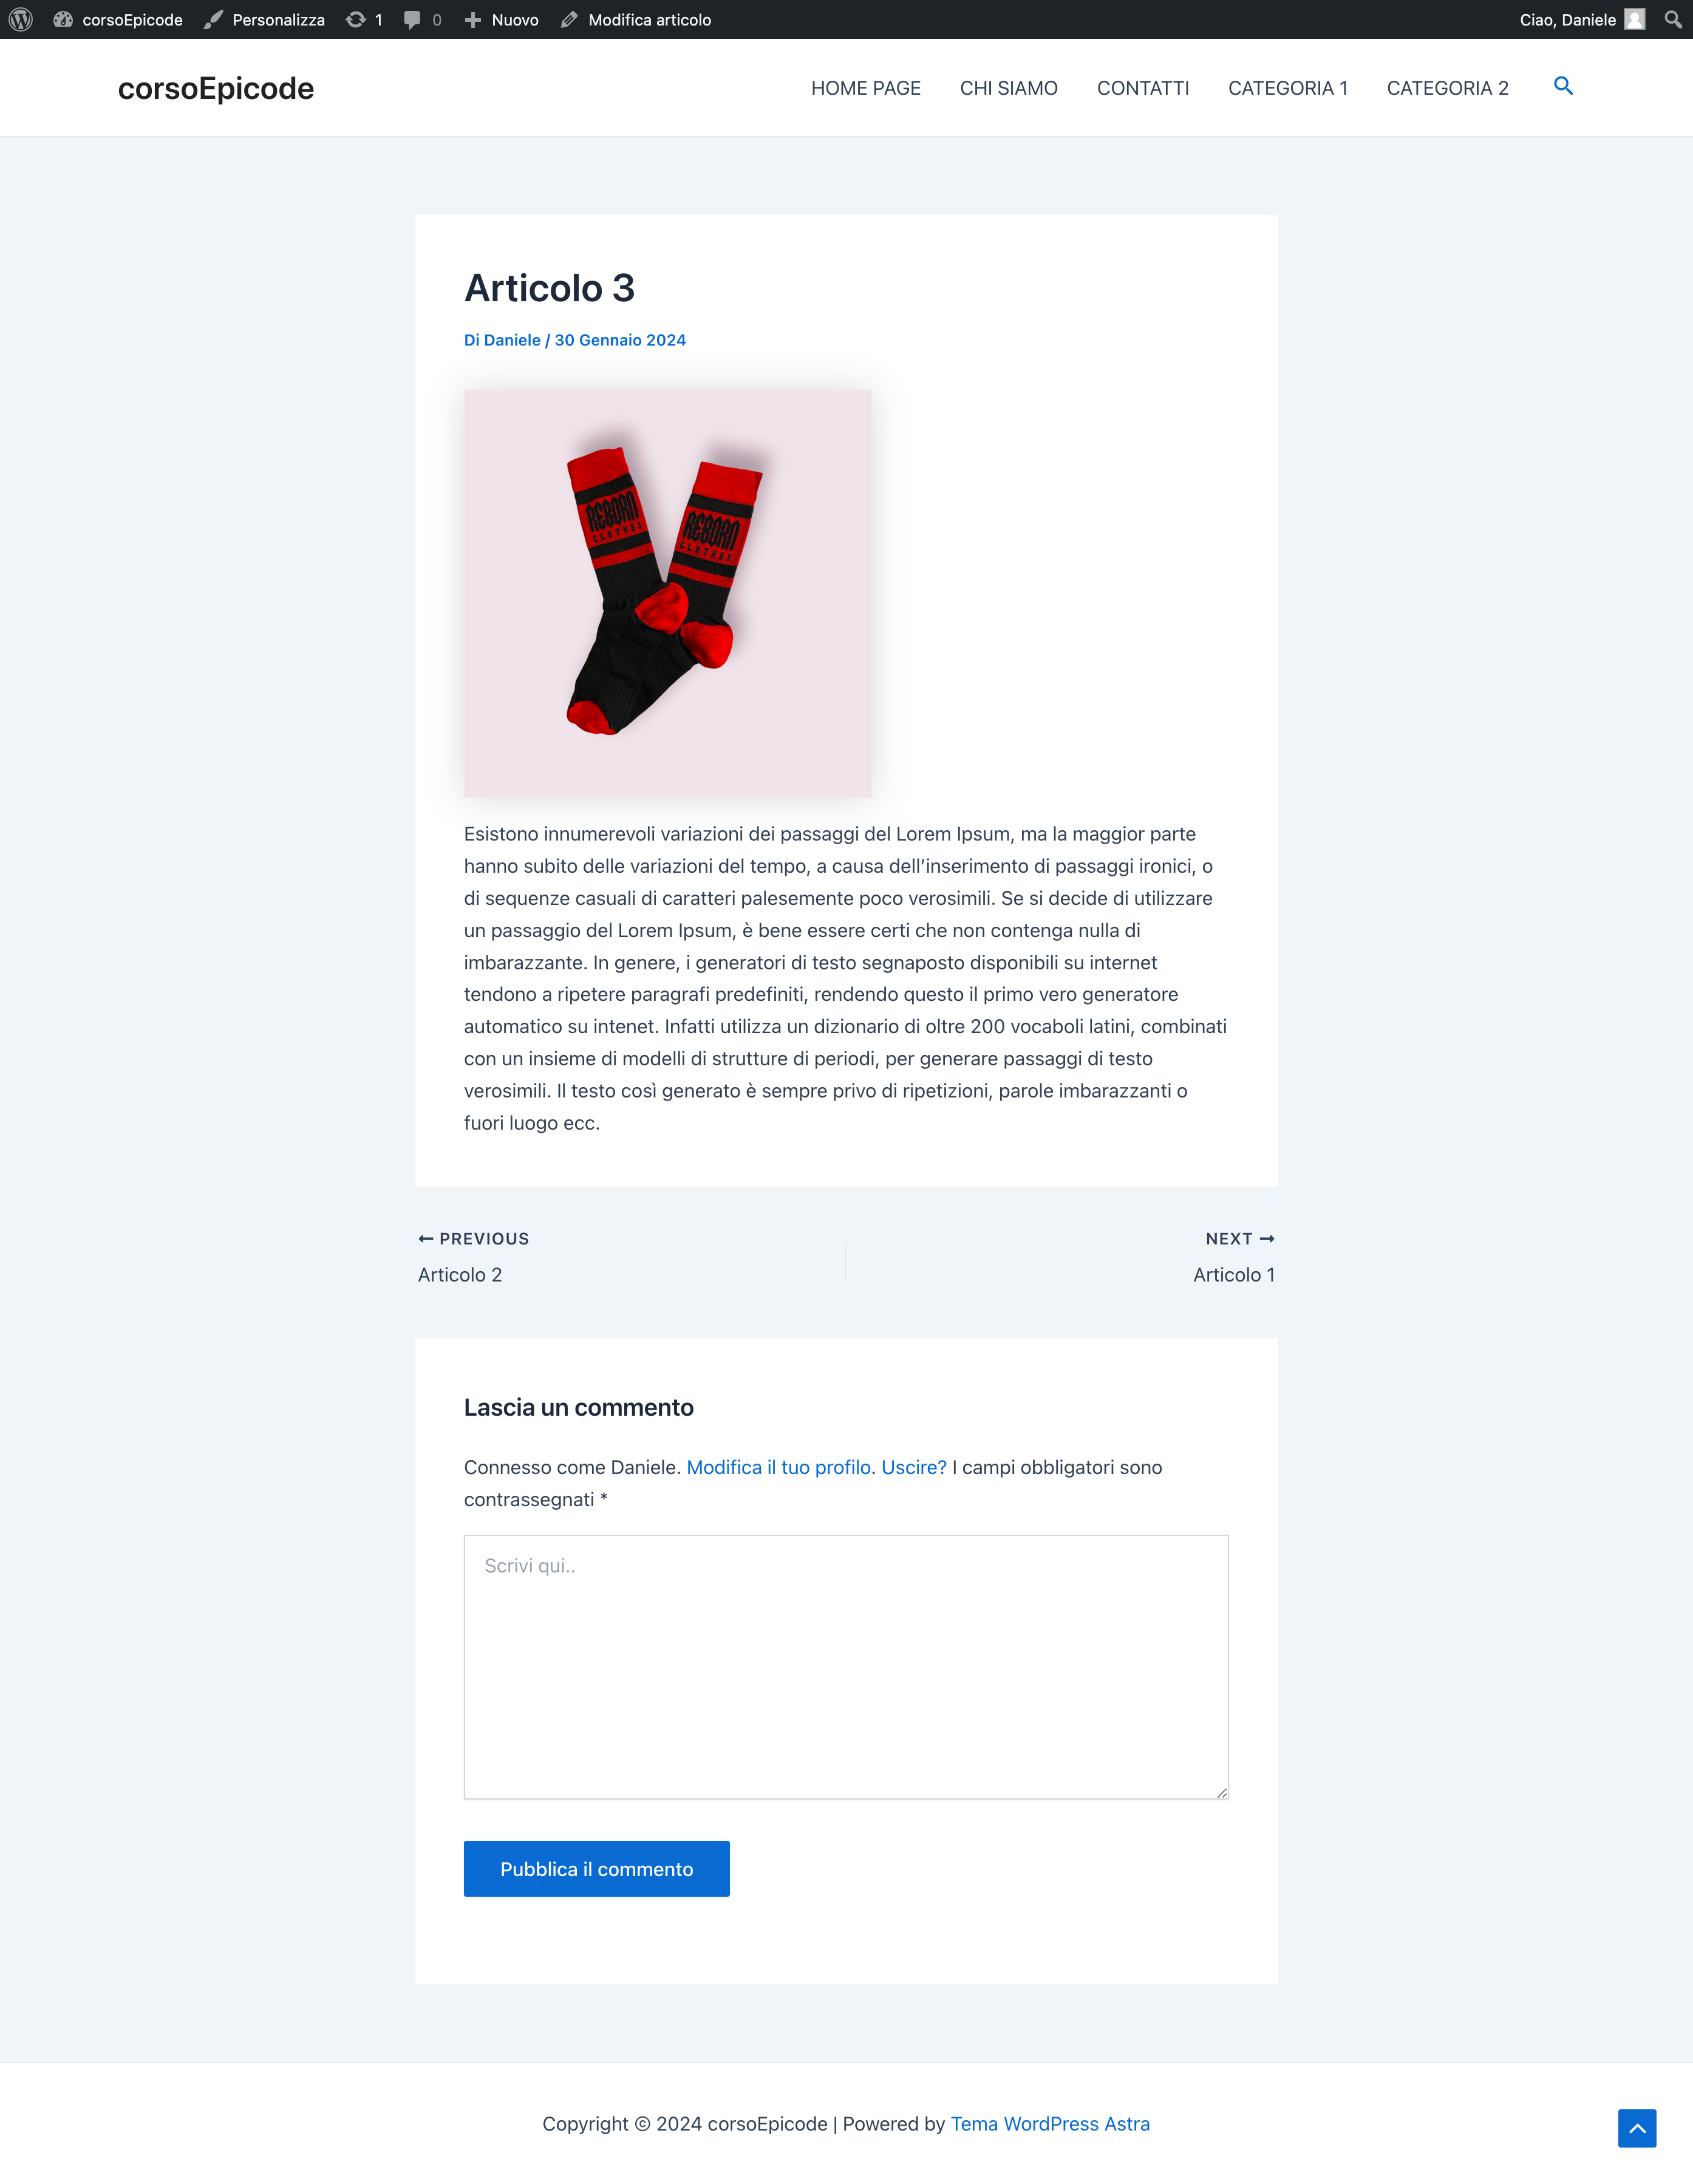 corsoEpicode Personalizza 1 0 Nuovo Modifica articolo Ciao, Daniele
corsoEpicode HOME PAGE CHI SIAMO CONTATTI CATEGORIA 1 CATEGORIA 2
Articolo 3
Di Daniele / 30 Gennaio 2024
REBORN
CLOTHES
REBORN
CLOTHES
Esistono innumerevoli variazioni dei passaggi del Lorem Ipsum, ma la maggior parte
hanno subito delle variazioni del tempo, a causa dell’inserimento di passaggi ironici, o
di sequenze casuali di caratteri palesemente poco verosimili. Se si decide di utilizzare
un passaggio del Lorem Ipsum, è bene essere certi che non contenga nulla di
imbarazzante. In genere, i generatori di testo segnaposto disponibili su internet
tendono a ripetere paragrafi predefiniti, rendendo questo il primo vero generatore
automatico su intenet. Infatti utilizza un dizionario di oltre 200 vocaboli latini, combinati
con un insieme di modelli di strutture di periodi, per generare passaggi di testo
verosimili. Il testo così generato è sempre privo di ripetizioni, parole imbarazzanti o
fuori luogo ecc.
← PREVIOUS NEXT →
Articolo 2 Articolo 1
Lascia un commento
Connesso come Daniele. Modifica il tuo profilo. Uscire? I campi obbligatori sono
contrassegnati *
Scrivi qui..
Pubblica il commento
Copyright © 2024 corsoEpicode | Powered by Tema WordPress Astra